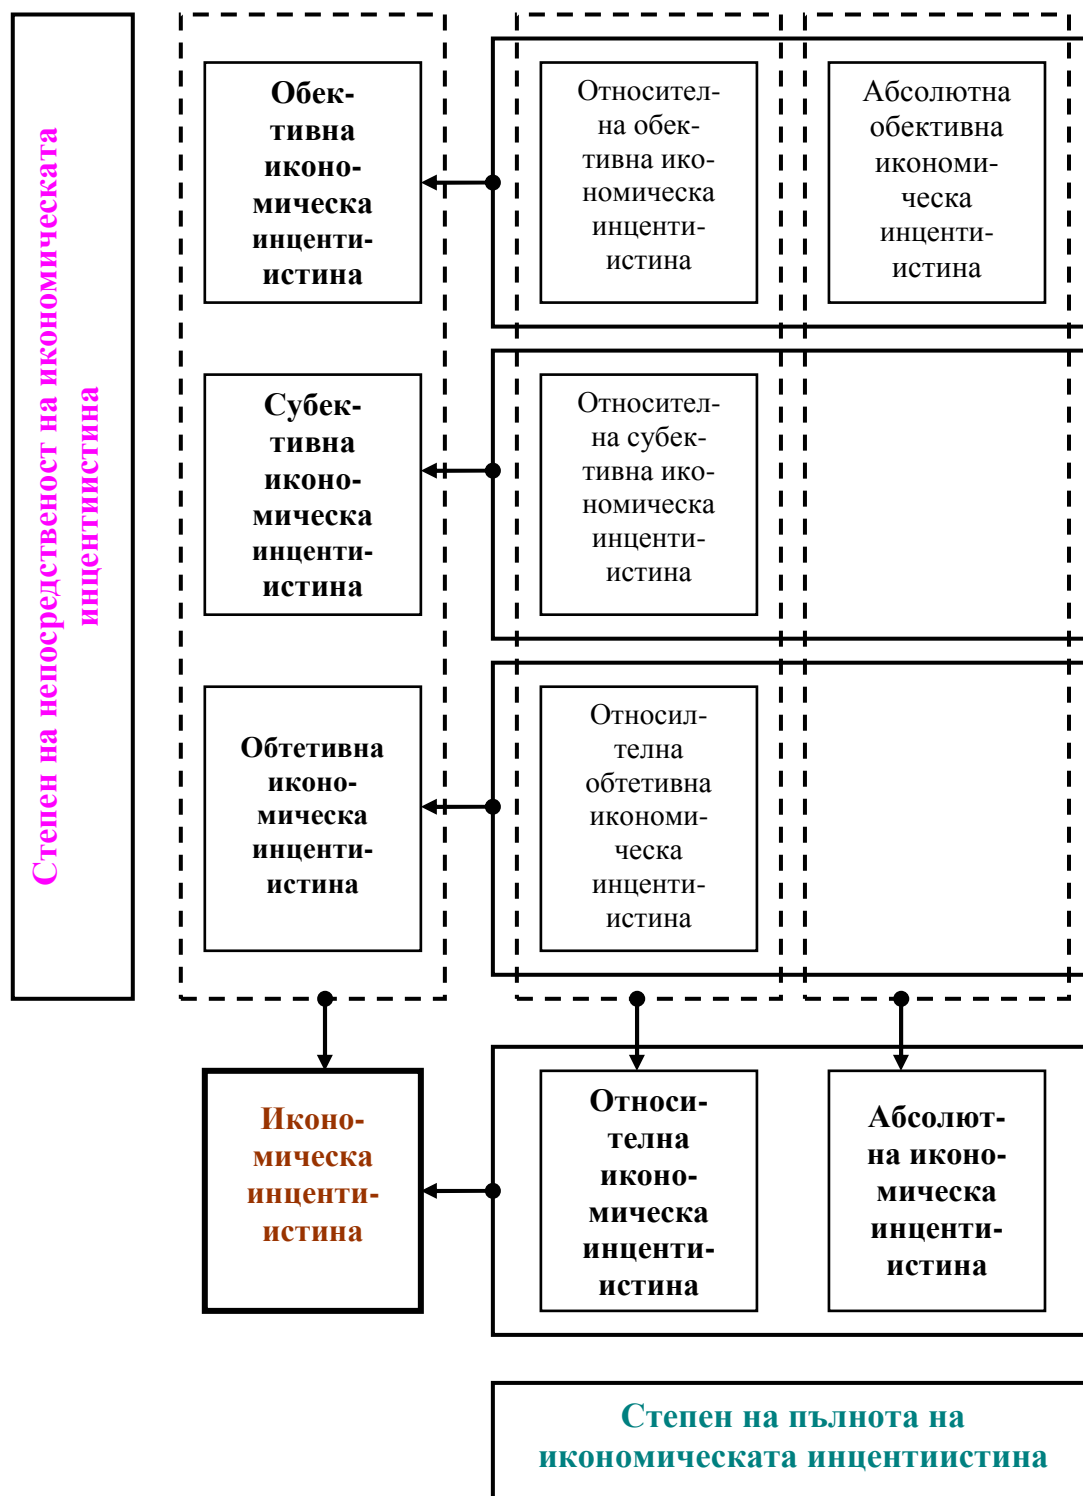 Степен на непосредственост на икономическата
инцентиистина
Обек-
тивна
иконо-
мическа
инценти-
истина
Относител-
на обек-
тивна ико-
номическа
инценти-
истина
Абсолютна
обективна
икономи-
ческа
инценти-
истина
Субек-
тивна
иконо-
мическа
инценти-
истина
Относител-
на субек-
тивна ико-
номическа
инценти-
истина
Обтетивна
иконо-
мическа
инценти-
истина
Относил-
телна
обтетивна
икономи-
ческа
инценти-
истина
Иконо-
мическа
инценти-
истина
Относи-
телна
иконо-
мическа
инценти-
истина
Абсолют-
на иконо-
мическа
инценти-
истина
Степен на пълнота на
икономическата инцентиистина